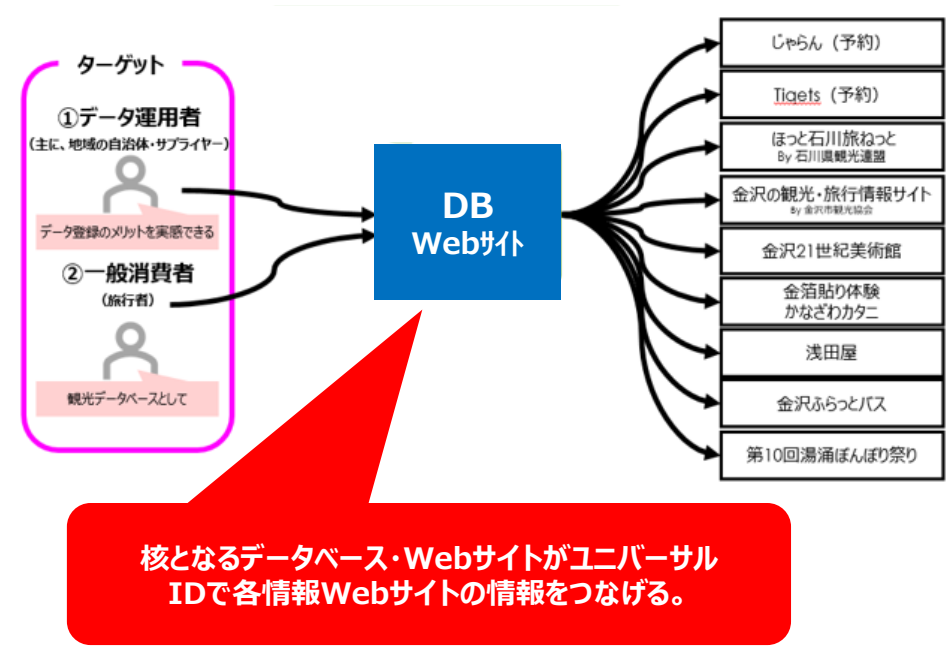 ターゲット
①データ運用者
(主に、地域の自治体・サプライヤー)
データ登録のメリットを実感できる
②一般消費者
(旅行者)
観光データベースとして
DB
Webサイト
じゃらん（予約）
Tiqets（予約）
ほっと石川旅ねっと
By 石川県観光連盟
金沢の観光・旅行情報サイト
By 金沢市観光協会
金沢21世紀美術館
金箔貼り体験
かなざわカタニ
浅田屋
金沢ふらっとバス
第10回湯涌ぼんぼり祭り
核となるデータベース・Webサイトがユニバーサル
IDで各情報Webサイトの情報をつなげる。